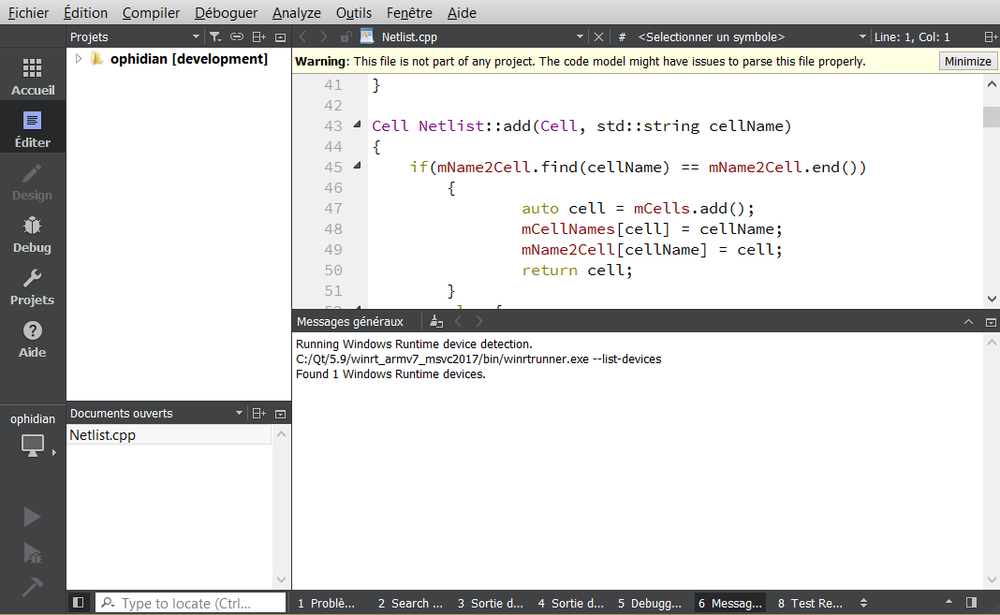 Fichier Édition Compiler Déboguer Analyze Outils Fenêtre Aide
Projets
Netlist.cpp
# <Selectionner un symbole>
Line: 1, Col: 1
ophidian [development]
Warning: This file is not part of any project. The code model might have issues to parse this file properly.
Minimize
Accueil
Éditer
Design
Debug
Projets
Aide
41 }
42
43 Cell Netlist::add(Cell, std::string cellName)
44 {
45 if(mName2Cell.find(cellName) == mName2Cell.end())
46 {
47 auto cell = mCells.add();
48 mCellNames[cell] = cellName;
49 mName2Cell[cellName] = cell;
50 return cell;
51 }
Messages généraux
Running Windows Runtime device detection.
C:/Qt/5.9/winrt_armv7_msvc2017/bin/winrtrunner.exe --list-devices
Found 1 Windows Runtime devices.
Documents ouverts
Netlist.cpp
ophidian
Type to locate (Ctrl...
1 Problè...
2 Search ...
3 Sortie d...
4 Sortie d...
5 Debugg...
6 Messag...
8 Test Re...